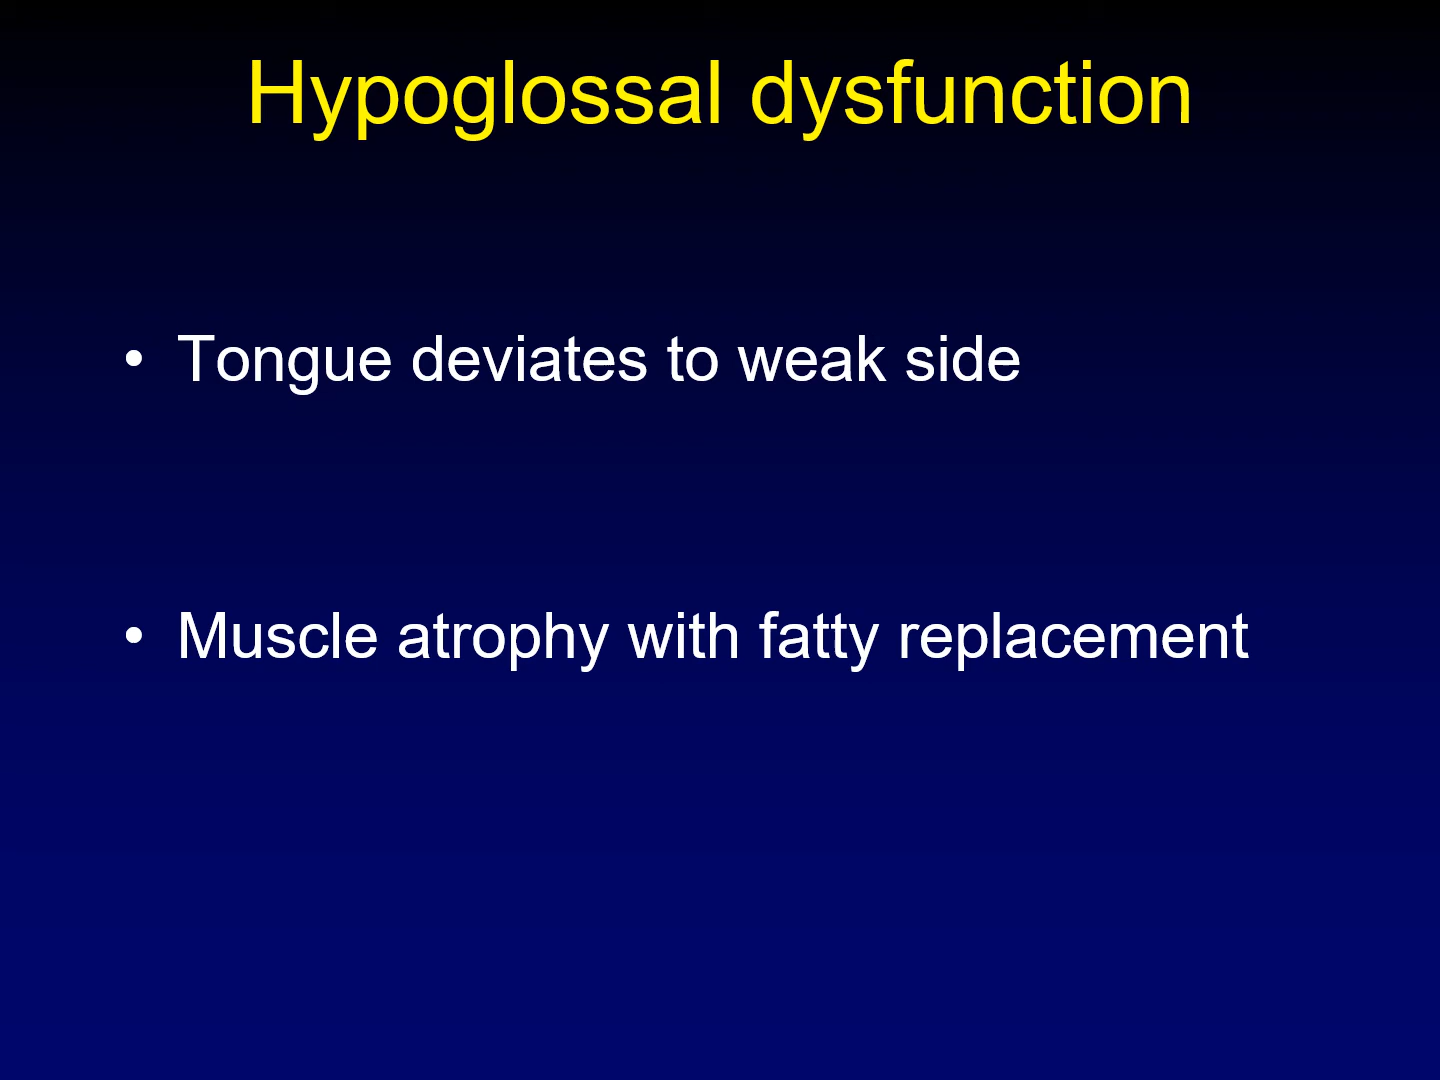 Hypoglossal dysfunction
• Tongue deviates to weak side
• Muscle atrophy with fatty replacement